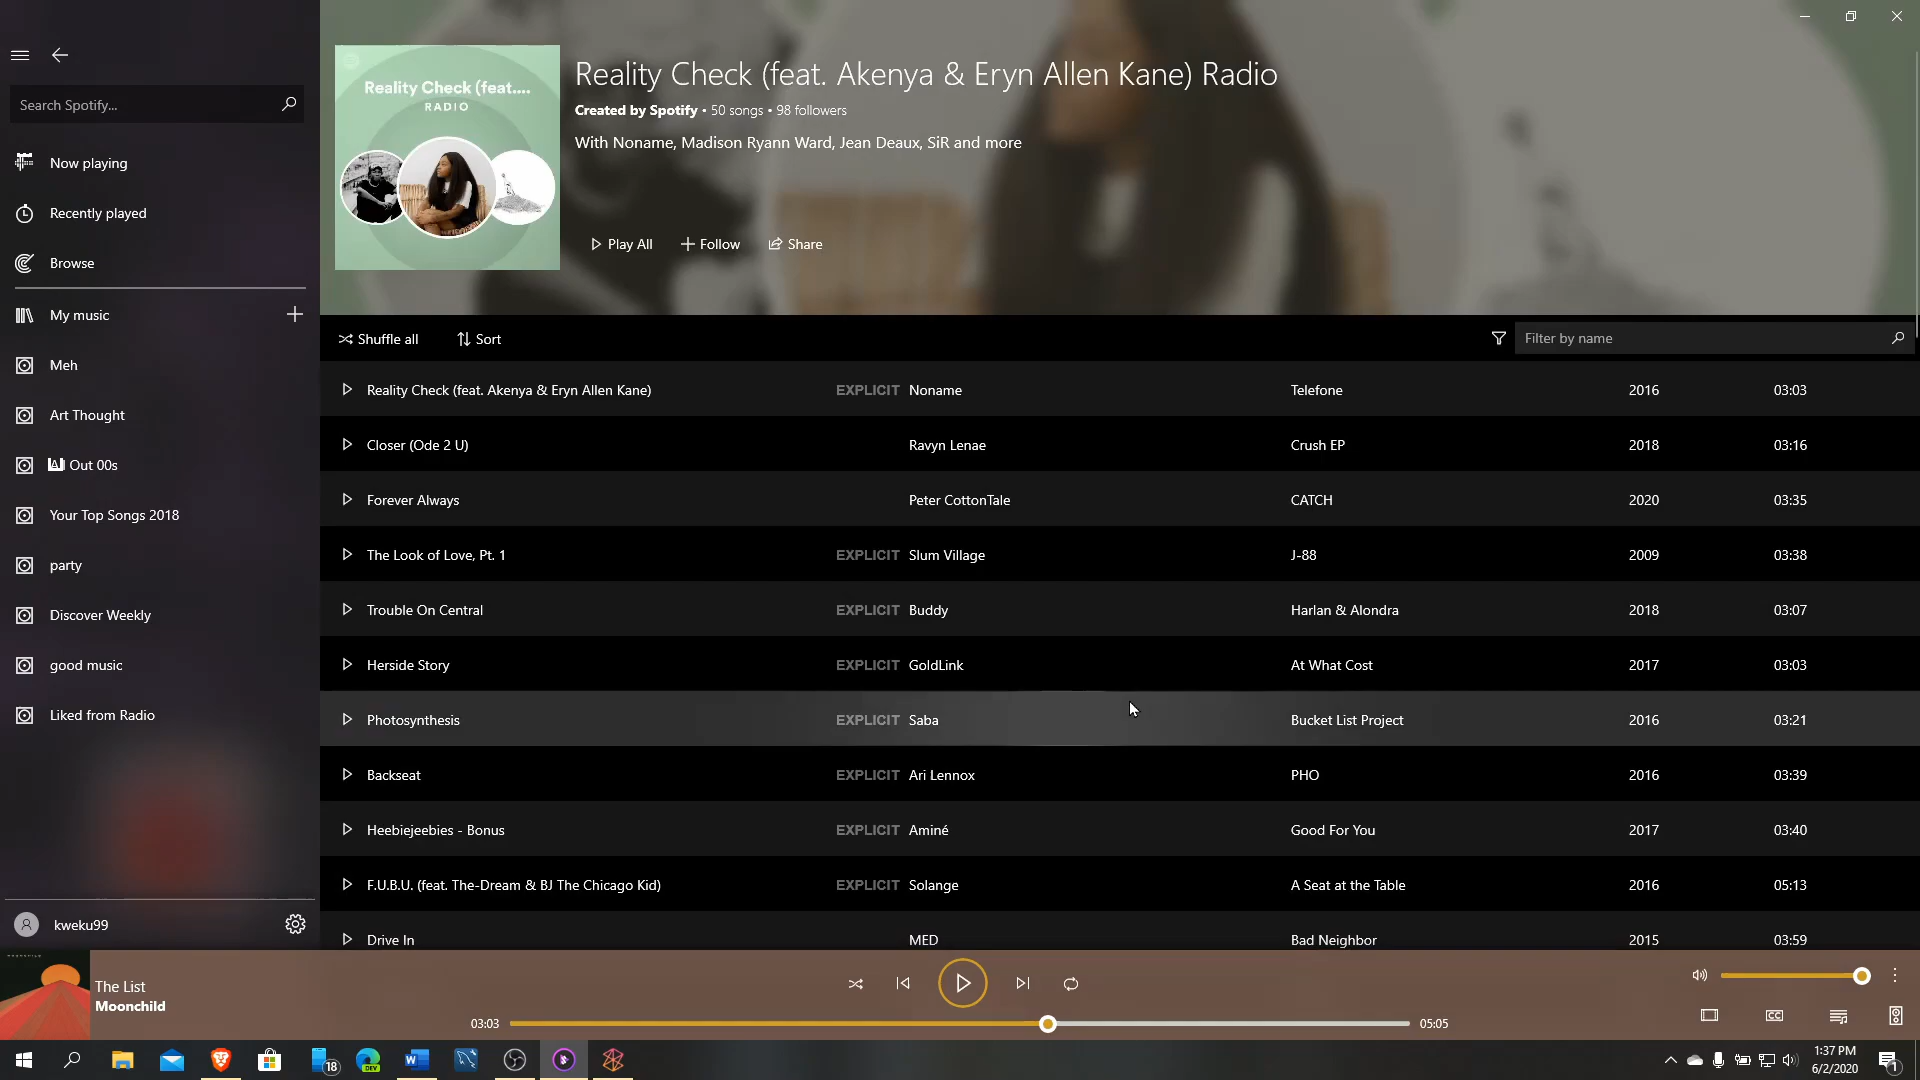 Search Spotify...
Now playing
Recently played
Browse
My music
Meh
Art Thought
All Out 00s
Your Top Songs 2018
party
Discover Weekly
good music
Liked from Radio
kweku99
Reality Check (feat....
RADIO
Reality Check (feat. Akenya & Eryn Allen Kane) Radio
Created by Spotify • 50 songs • 98 followers
With Noname, Madison Ryann Ward, Jean Deaux, SiR and more
Play All Follow Share
Shuffle all Sort Filter by name
Reality Check (feat. Akenya & Eryn Allen Kane) EXPLICIT Noname Telefone 2016 03:03
Closer (Ode 2 U) Ravyn Lenae Crush EP 2018 03:16
Forever Always Peter CottonTale CATCH 2020 03:35
The Look of Love, Pt. 1 EXPLICIT Slum Village J-88 2009 03:38
Trouble On Central EXPLICIT Buddy Harlan & Alondra 2018 03:07
Herside Story EXPLICIT GoldLink At What Cost 2017 03:03
Photosynthesis EXPLICIT Saba Bucket List Project 2016 03:21
Backseat EXPLICIT Ari Lennox PHO 2016 03:39
Heebiejeebies - Bonus EXPLICIT Aminé Good For You 2017 03:40
F.U.B.U. (feat. The-Dream & BJ The Chicago Kid) EXPLICIT Solange A Seat at the Table 2016 05:13
Drive In MED Bad Neighbor 2015 03:59
The List
Moonchild
03:03 05:05
CC
18
DEV
1:37 PM
6/2/2020
1